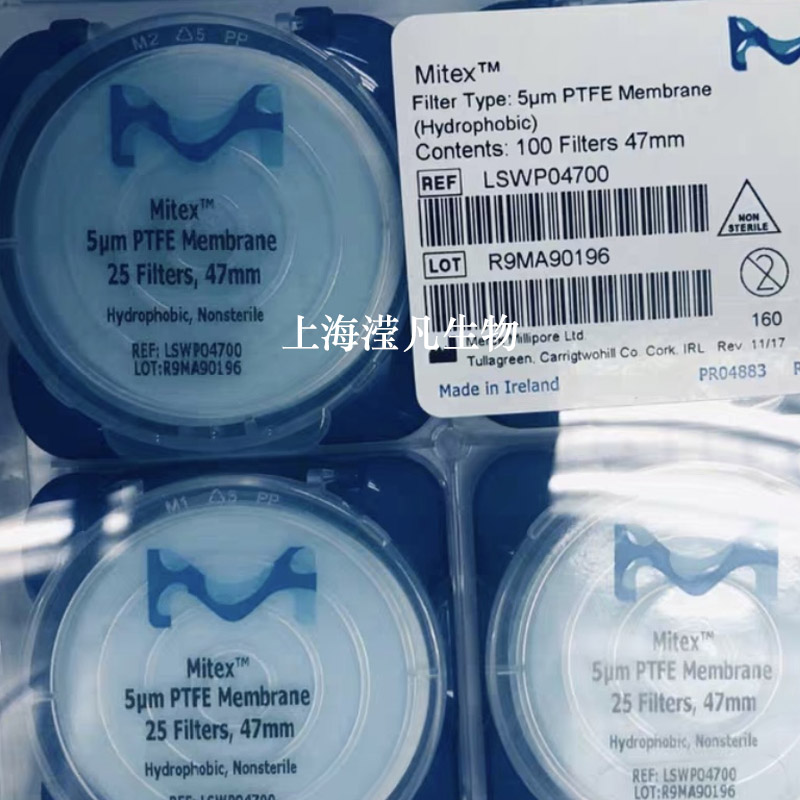 M2 5 PP
Mitex™
5µm PTFE Membrane
25 Filters, 47mm
Hydrophobic, Nonsterile
REF: LSWP04700
LOT:R9MA90196
Mitex™
Filter Type: 5µm PTFE Membrane
(Hydrophobic)
Contents: 100 Filters 47mm
REF LSWP04700
NON
STERILE
LOT R9MA90196
2
160
Millipore Ltd
Tullagreen, Carrigtwohill Co. Cork, IRL Rev 11/17
Made in Ireland PR04883
上海滢凡生物
M1 5 PP
Mitex™
5µm PTFE Membrane
25 Filters, 47mm
Hydrophobic, Nonsterile
REF: LSWP04700
Mitex™
5µm PTFE Membrane
25 Filters, 47mm
Hydrophobic, Nonsterile
REF: LSWP04700
LOT:R9MA90196